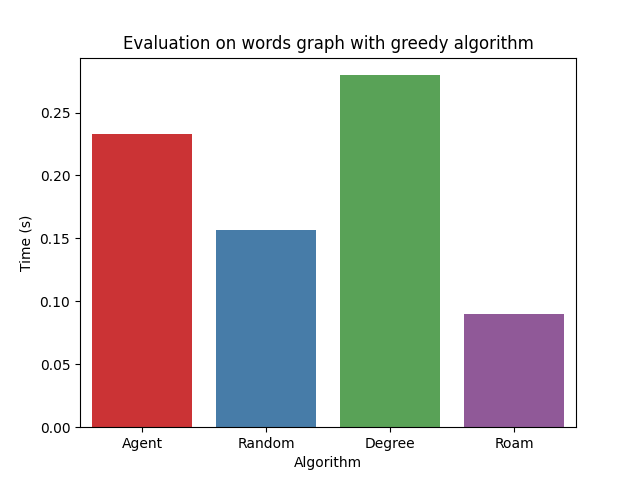 Evaluation on words graph with greedy algorithm
Time (s)
0.25
0.20
0.15
0.10
0.05
0.00
Agent Random Degree Roam
Algorithm